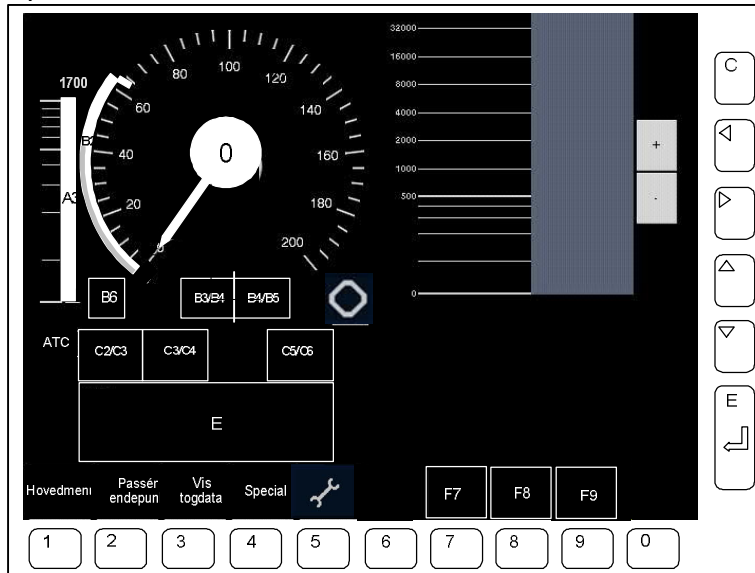 32000
16000
8000
4000
2000
1000
500
0
+
-
1700
A3
0
20
40
60
80
100
120
140
160
180
200
0
B6
B3/B4
B4/B5
ATC
C2/C3
C3/C4
C5/C6
E
Hovedmenu
Passér
endepun
Vis
togdata
Special
F7
F8
F9
C
E
1
2
3
4
5
6
7
8
9
0